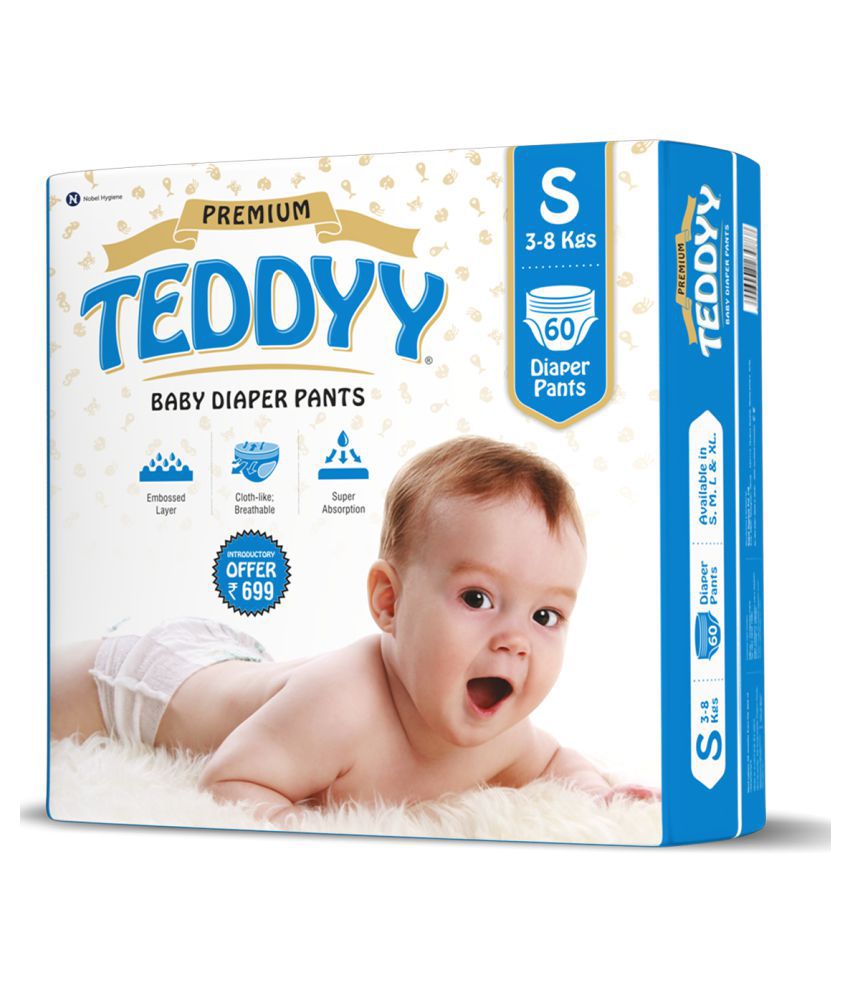 N Nobel Hygiene
PREMIUM
TEDDYY®
BABY DIAPER PANTS
Embossed
Layer
Cloth-like;
Breathable
Super
Absorption
INTRODUCTORY
OFFER
₹ 699
S
3-8 Kgs
60
Diaper
Pants
PREMIUM
TEDDYY
BABY DIAPER PANTS
Available in
S, M, L & XL.
60
Diaper
Pants
S
3-8
Kgs